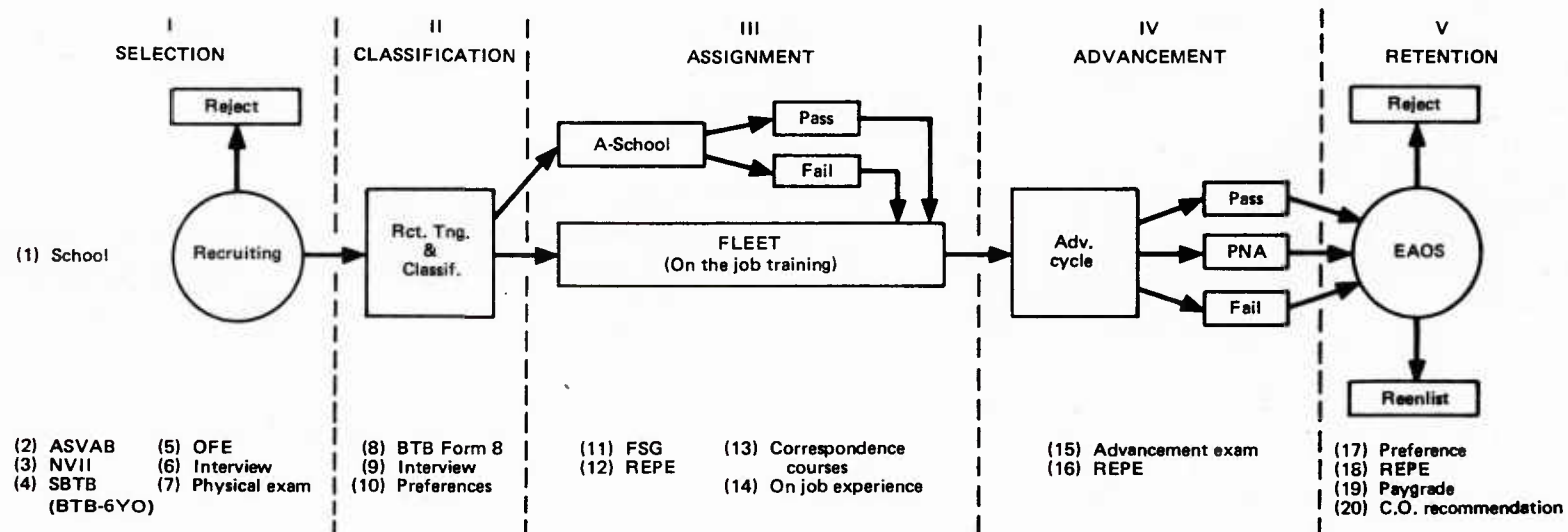 I
SELECTION
II
CLASSIFICATION
III
ASSIGNMENT
IV
ADVANCEMENT
V
RETENTION
Reject
Recruiting
(1) School
Rct. Tng.
&
Classif.
A-School
Pass
Fail
FLEET
(On the job training)
Adv.
cycle
Pass
PNA
Fail
Reject
EAOS
Reenlist
(2) ASVAB
(3) NVII
(4) SBTB
(BTB-6YO)
(5) OFE
(6) Interview
(7) Physical exam
(8) BTB Form 8
(9) Interview
(10) Preferences
(11) FSG
(12) REPE
(13) Correspondence
courses
(14) On job experience
(15) Advancement exam
(16) REPE
(17) Preference
(18) REPE
(19) Paygrade
(20) C.O. recommendation